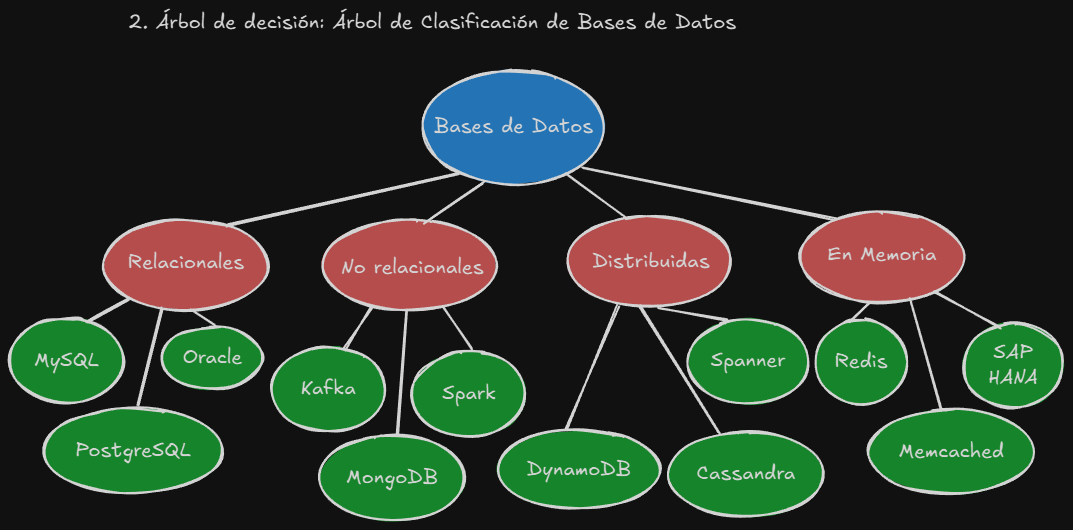 2. Árbol de decisión: Árbol de Clasificación de Bases de Datos
Bases de Datos
Relacionales
No relacionales
Distribuidas
En Memoria
MySQL
Oracle
PostgreSQL
Kafka
Spark
MongoDB
DynamoDB
Cassandra
Spanner
Redis
Memcached
SAP
HANA